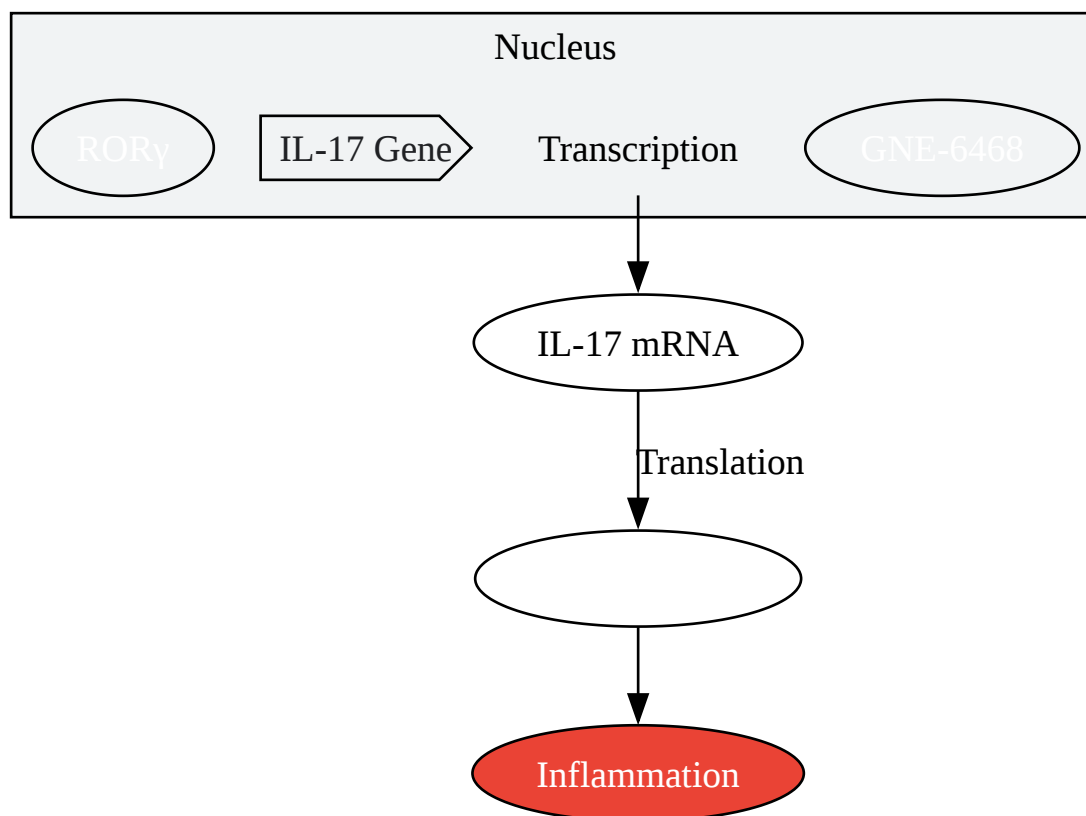 Nucleus
RORγ
IL-17 Gene
Transcription
GNE-6468
IL-17 mRNA
Translation
Inflammation